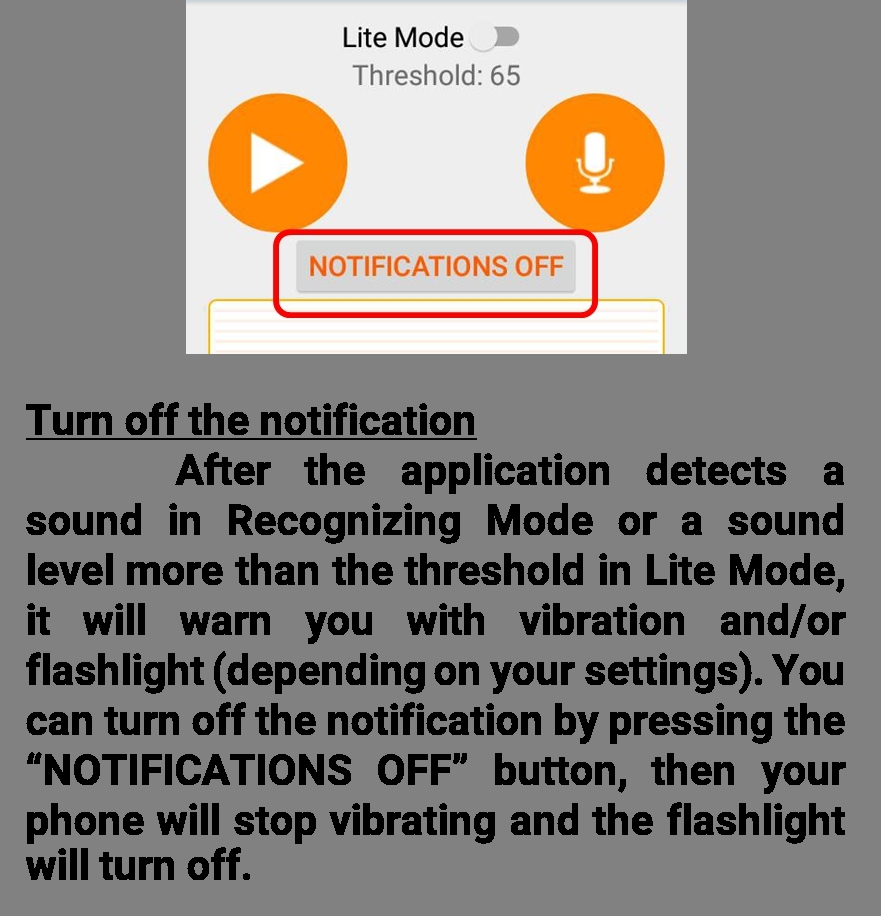 Lite Mode
Threshold: 65
NOTIFICATIONS OFF
Turn off the notification
After the application detects a
sound in Recognizing Mode or a sound
level more than the threshold in Lite Mode,
it will warn you with vibration and/or
flashlight (depending on your settings). You
can turn off the notification by pressing the
“NOTIFICATIONS OFF” button, then your
phone will stop vibrating and the flashlight
will turn off.